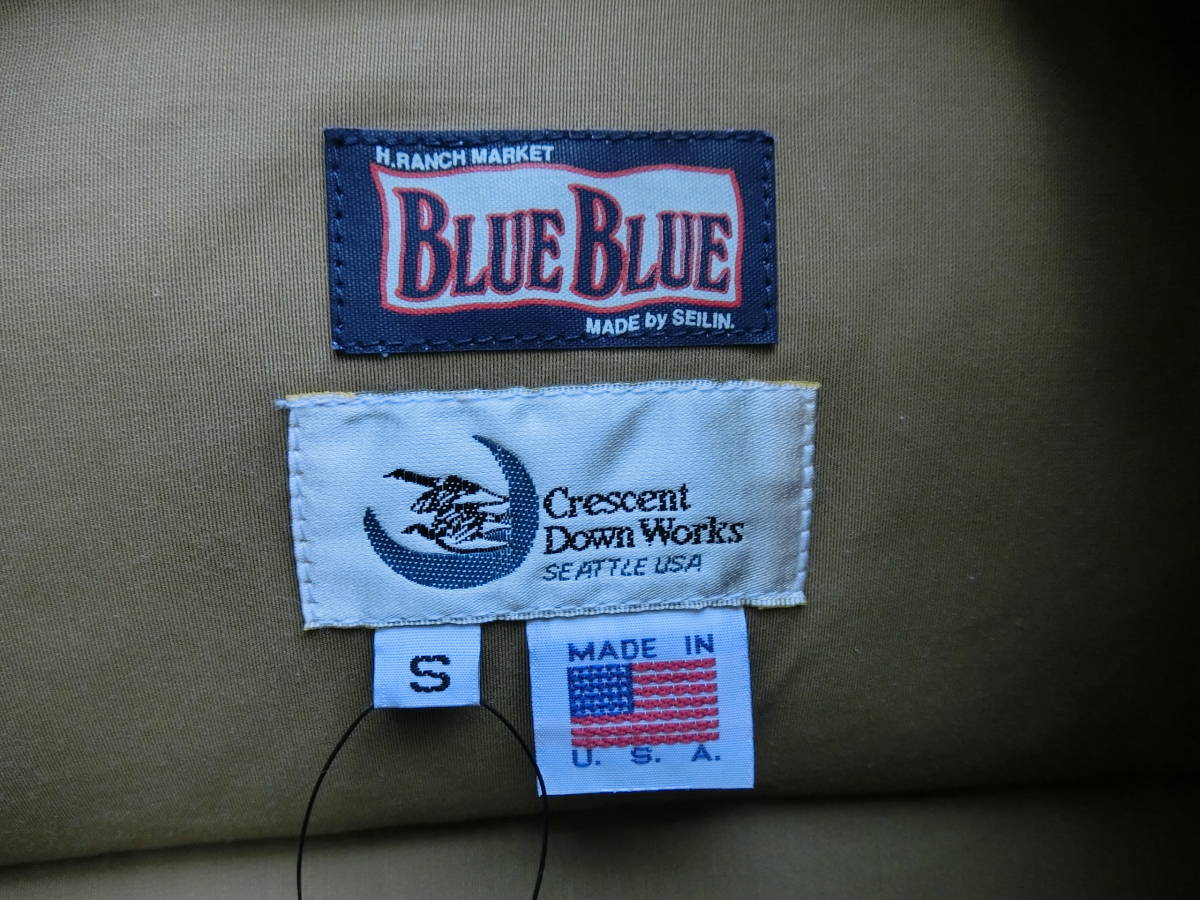 H.RANCH MARKET
BLUE BLUE
MADE by SEILIN.
Crescent
Down Works
SEATTLE USA
S
MADE IN
U. S. A.